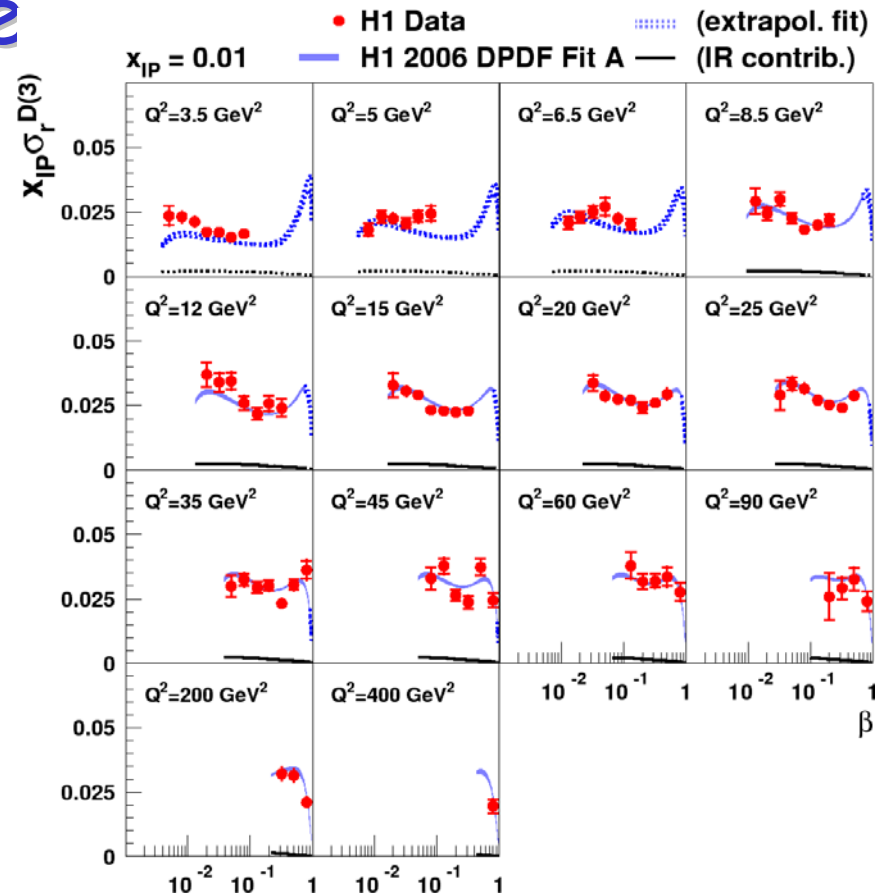 e
H1 Data
(extrapol. fit)
x_IP = 0.01
H1 2006 DPDF Fit A
(IR contrib.)
x_IP σ_r^D(3)
Q²=3.5 GeV²
Q²=5 GeV²
Q²=6.5 GeV²
Q²=8.5 GeV²
0.05
0.025
0
Q²=12 GeV²
Q²=15 GeV²
Q²=20 GeV²
Q²=25 GeV²
0.05
0.025
0
Q²=35 GeV²
Q²=45 GeV²
Q²=60 GeV²
Q²=90 GeV²
0.05
0.025
0
10⁻² 10⁻¹ 1
10⁻² 10⁻¹ 1
β
Q²=200 GeV²
Q²=400 GeV²
0.05
0.025
0
10⁻² 10⁻¹ 1
10⁻² 10⁻¹ 1